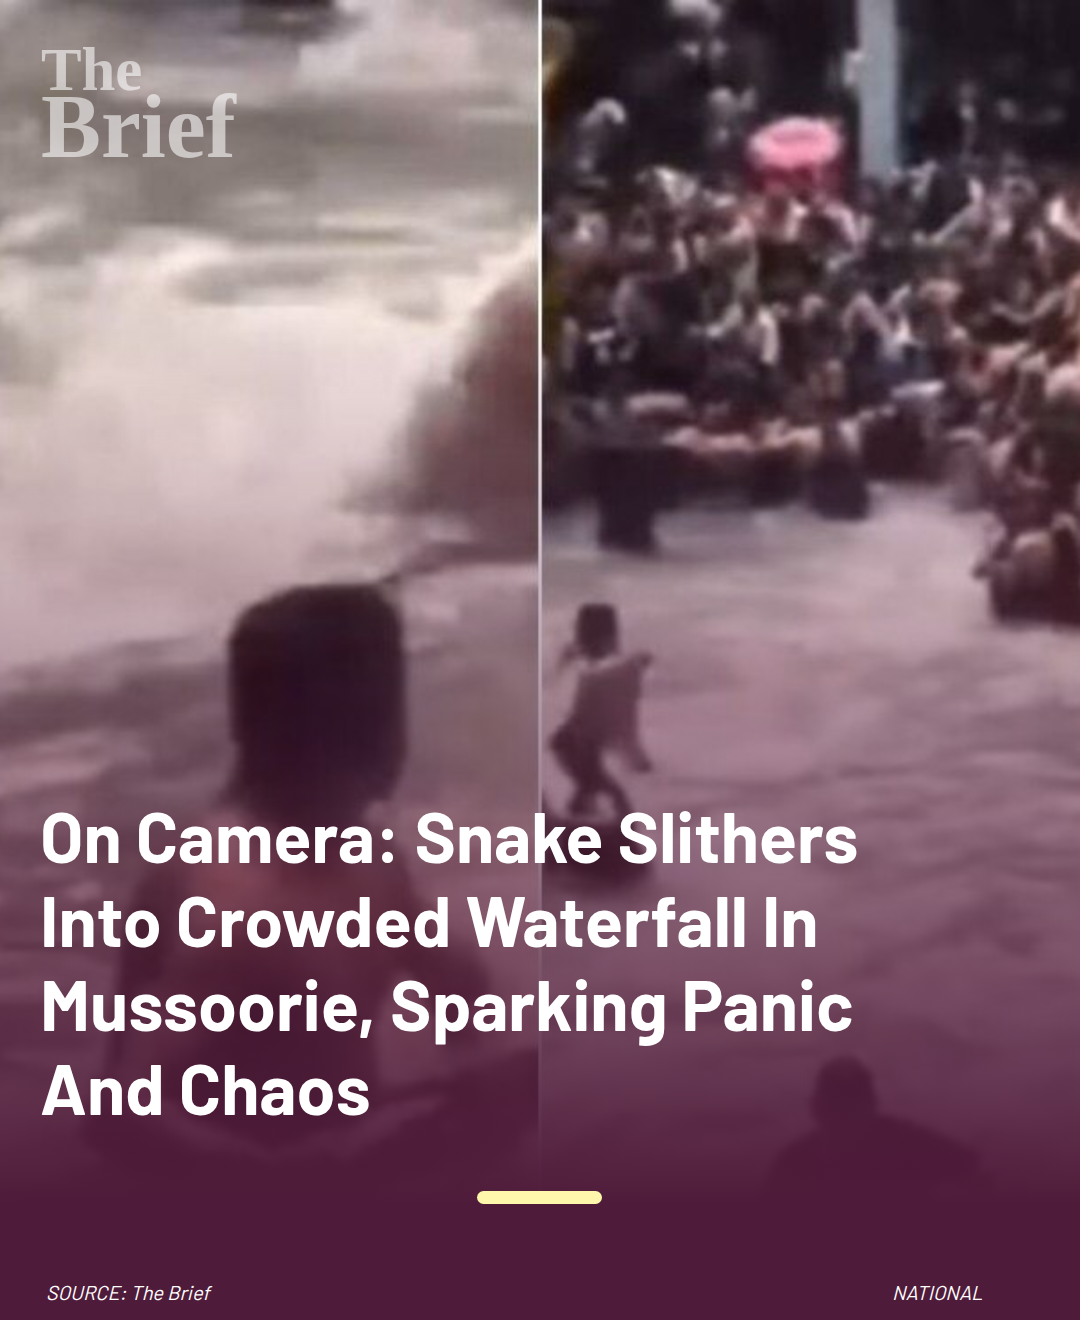 The
Brief
On Camera: Snake Slithers
Into Crowded Waterfall In
Mussoorie, Sparking Panic
And Chaos
SOURCE: The Brief
NATIONAL